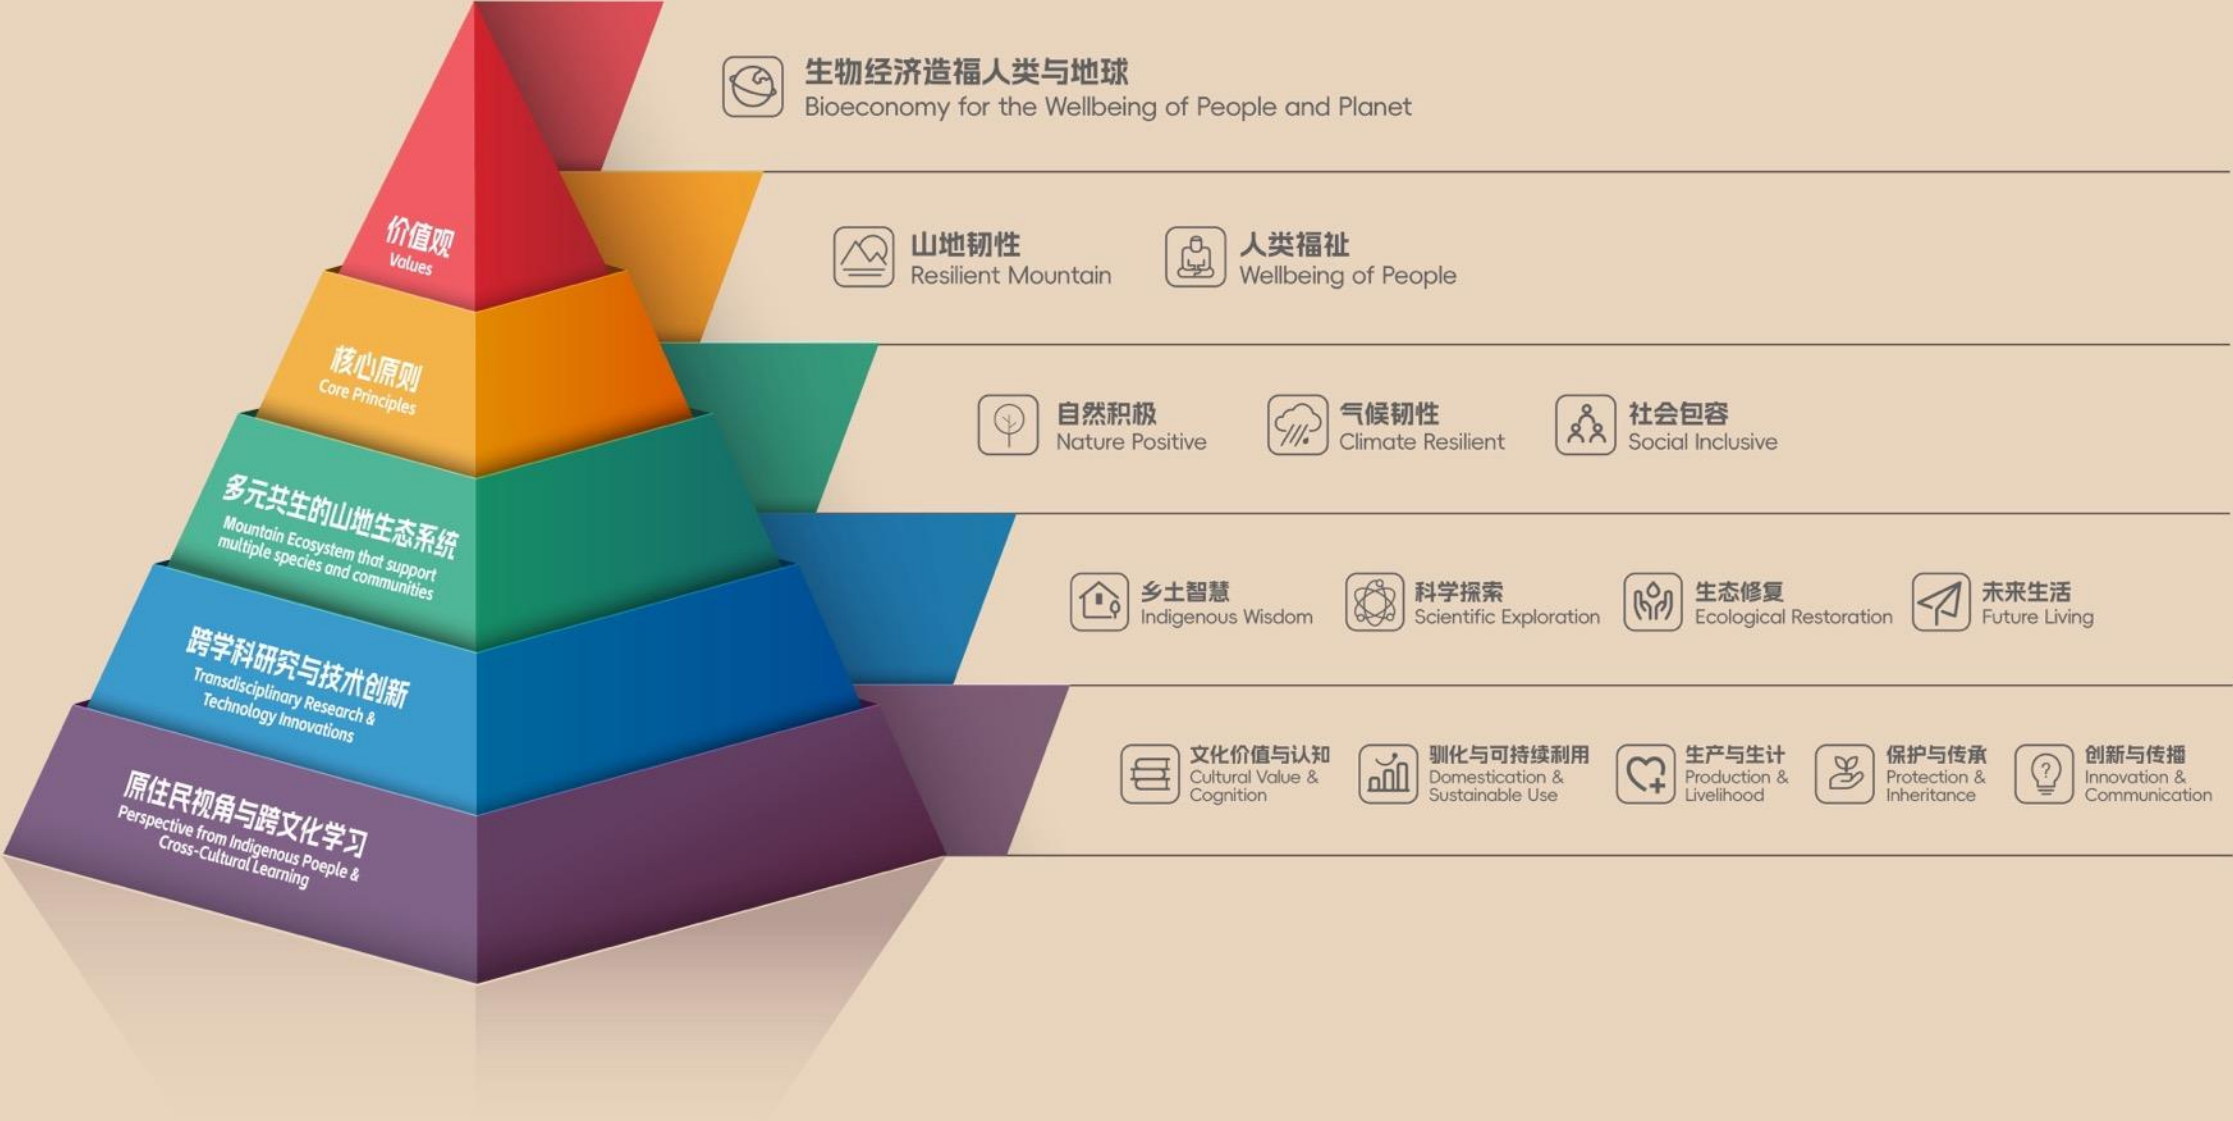 生物经济造福人类与地球
Bioeconomy for the Wellbeing of People and Planet
价值观
Values
山地韧性
Resilient Mountain
人类福祉
Wellbeing of People
核心原则
Core Principles
自然积极
Nature Positive
气候韧性
Climate Resilient
社会包容
Social Inclusive
多元共生的山地生态系统
Mountain Ecosystem that support
multiple species and communities
乡土智慧
Indigenous Wisdom
科学探索
Scientific Exploration
生态修复
Ecological Restoration
未来生活
Future Living
跨学科研究与技术创新
Transdisciplinary Research &
Technology Innovations
文化价值与认知
Cultural Value &
Cognition
驯化与可持续利用
Domestication &
Sustainable Use
生产与生计
Production &
Livelihood
保护与传承
Protection &
Inheritance
创新与传播
Innovation &
Communication
原住民视角与跨文化学习
Perspective from Indigenous Poeple &
Cross-Cultural Learning